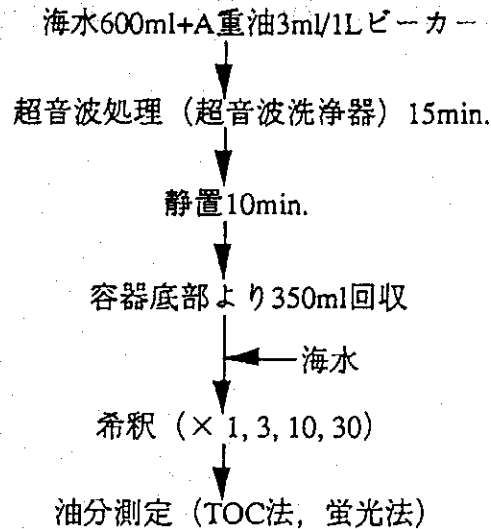 海水600ml+A重油3ml/1Lビーカー
超音波処理（超音波洗浄器）15min.
静置10min.
容器底部より350ml回収
海水
希釈（× 1, 3, 10, 30）
油分測定（TOC法，蛍光法）